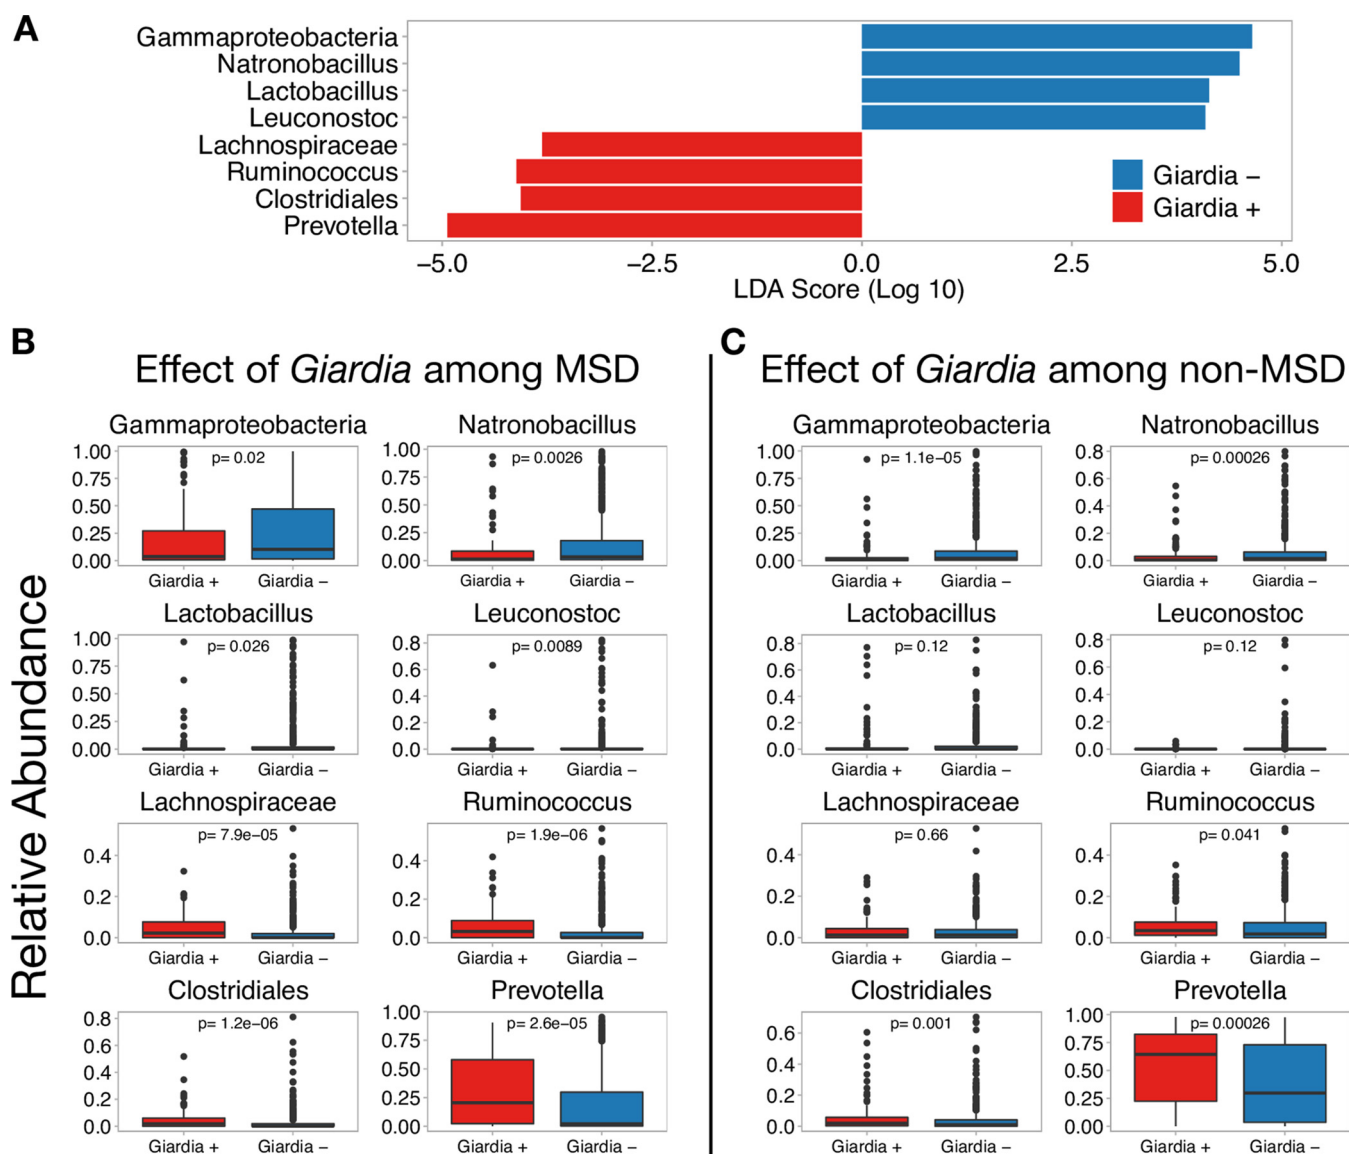 A
Gammaproteobacteria
Natronobacillus
Lactobacillus
Leuconostoc
Lachnospiraceae
Ruminococcus
Clostridiales
Prevotella
Giardia −
Giardia +
−5.0 −2.5 0.0 2.5 5.0
LDA Score (Log 10)
B
Effect of Giardia among MSD
Relative Abundance
Gammaproteobacteria
p= 0.02
1.00
0.75
0.50
0.25
0.00
Giardia + Giardia −
Natronobacillus
p= 0.0026
1.00
0.75
0.50
0.25
0.00
Giardia + Giardia −
Lactobacillus
p= 0.026
1.00
0.75
0.50
0.25
0.00
Giardia + Giardia −
Leuconostoc
p= 0.0089
0.8
0.6
0.4
0.2
0.0
Giardia + Giardia −
Lachnospiraceae
p= 7.9e−05
0.4
0.2
0.0
Giardia + Giardia −
Ruminococcus
p= 1.9e−06
0.4
0.2
0.0
Giardia + Giardia −
Clostridiales
p= 1.2e−06
0.8
0.6
0.4
0.2
0.0
Giardia + Giardia −
Prevotella
p= 2.6e−05
1.00
0.75
0.50
0.25
0.00
Giardia + Giardia −
C
Effect of Giardia among non-MSD
Gammaproteobacteria
p= 1.1e−05
1.00
0.75
0.50
0.25
0.00
Giardia + Giardia −
Natronobacillus
p= 0.00026
0.8
0.6
0.4
0.2
0.0
Giardia + Giardia −
Lactobacillus
p= 0.12
0.8
0.6
0.4
0.2
0.0
Giardia + Giardia −
Leuconostoc
p= 0.12
0.8
0.6
0.4
0.2
0.0
Giardia + Giardia −
Lachnospiraceae
p= 0.66
0.4
0.2
0.0
Giardia + Giardia −
Ruminococcus
p= 0.041
0.4
0.2
0.0
Giardia + Giardia −
Clostridiales
p= 0.001
0.6
0.4
0.2
0.0
Giardia + Giardia −
Prevotella
p= 0.00026
1.00
0.75
0.50
0.25
0.00
Giardia + Giardia −